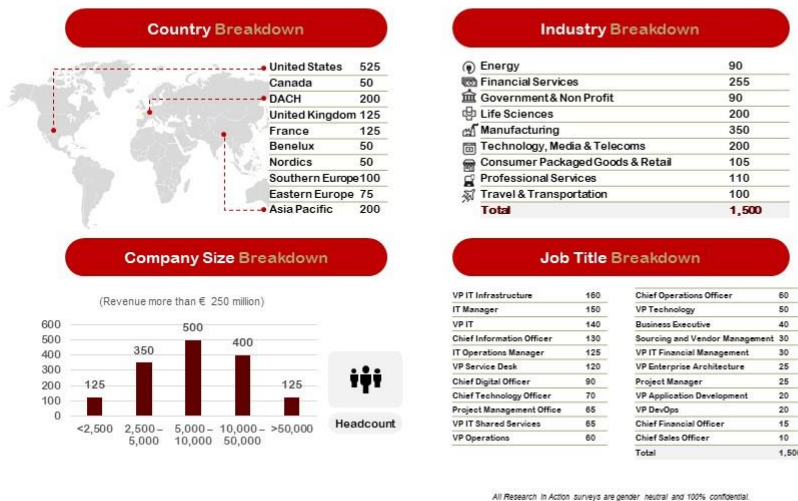 Country Breakdown
United States 525
Canada 50
DACH 200
United Kingdom 125
France 125
Benelux 50
Nordics 50
Southern Europe 100
Eastern Europe 75
Asia Pacific 200
Industry Breakdown
Energy 90
Financial Services 255
Government & Non Profit 90
Life Sciences 200
Manufacturing 350
Technology, Media & Telecoms 200
Consumer Packaged Goods & Retail 105
Professional Services 110
Travel & Transportation 100
Total 1,500
Company Size Breakdown
(Revenue more than € 250 million)
600
500
400
300
200
100
0
125
350
500
400
125
<2,500
2,500 – 5,000
5,000 – 10,000
10,000 – 50,000
>50,000
Headcount
Job Title Breakdown
VP IT Infrastructure 160
IT Manager 150
VP IT 140
Chief Information Officer 130
IT Operations Manager 125
VP Service Desk 120
Chief Digital Officer 90
Chief Technology Officer 70
Project Management Office 65
VP IT Shared Services 65
VP Operations 60
Chief Operations Officer 60
VP Technology 50
Business Executive 40
Sourcing and Vendor Management 30
VP IT Financial Management 30
VP Enterprise Architecture 25
Project Manager 25
VP Application Development 20
VP DevOps 20
Chief Financial Officer 15
Chief Sales Officer 10
Total 1,500
All Research In Action surveys are gender neutral and 100% confidential.